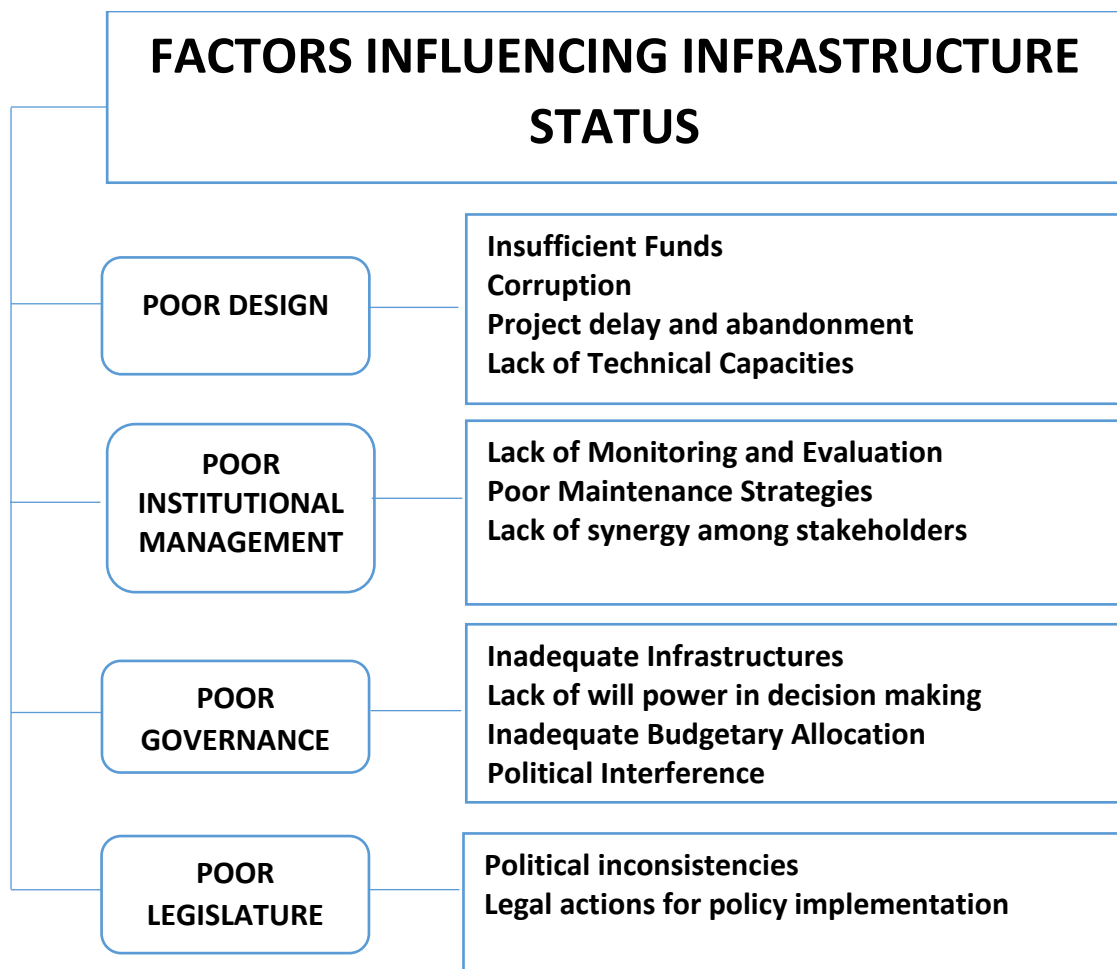 FACTORS INFLUENCING INFRASTRUCTURE
STATUS
POOR DESIGN
Insufficient Funds
Corruption
Project delay and abandonment
Lack of Technical Capacities
POOR
INSTITUTIONAL
MANAGEMENT
Lack of Monitoring and Evaluation
Poor Maintenance Strategies
Lack of synergy among stakeholders
POOR
GOVERNANCE
Inadequate Infrastructures
Lack of will power in decision making
Inadequate Budgetary Allocation
Political Interference
POOR
LEGISLATURE
Political inconsistencies
Legal actions for policy implementation